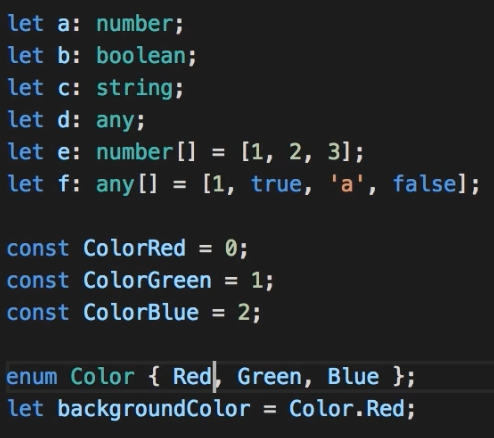 let a: number;
let b: boolean;
let c: string;
let d: any;
let e: number[] = [1, 2, 3];
let f: any[] = [1, true, 'a', false];
const ColorRed = 0;
const ColorGreen = 1;
const ColorBlue = 2;
enum Color { Red, Green, Blue };
let backgroundColor = Color.Red;